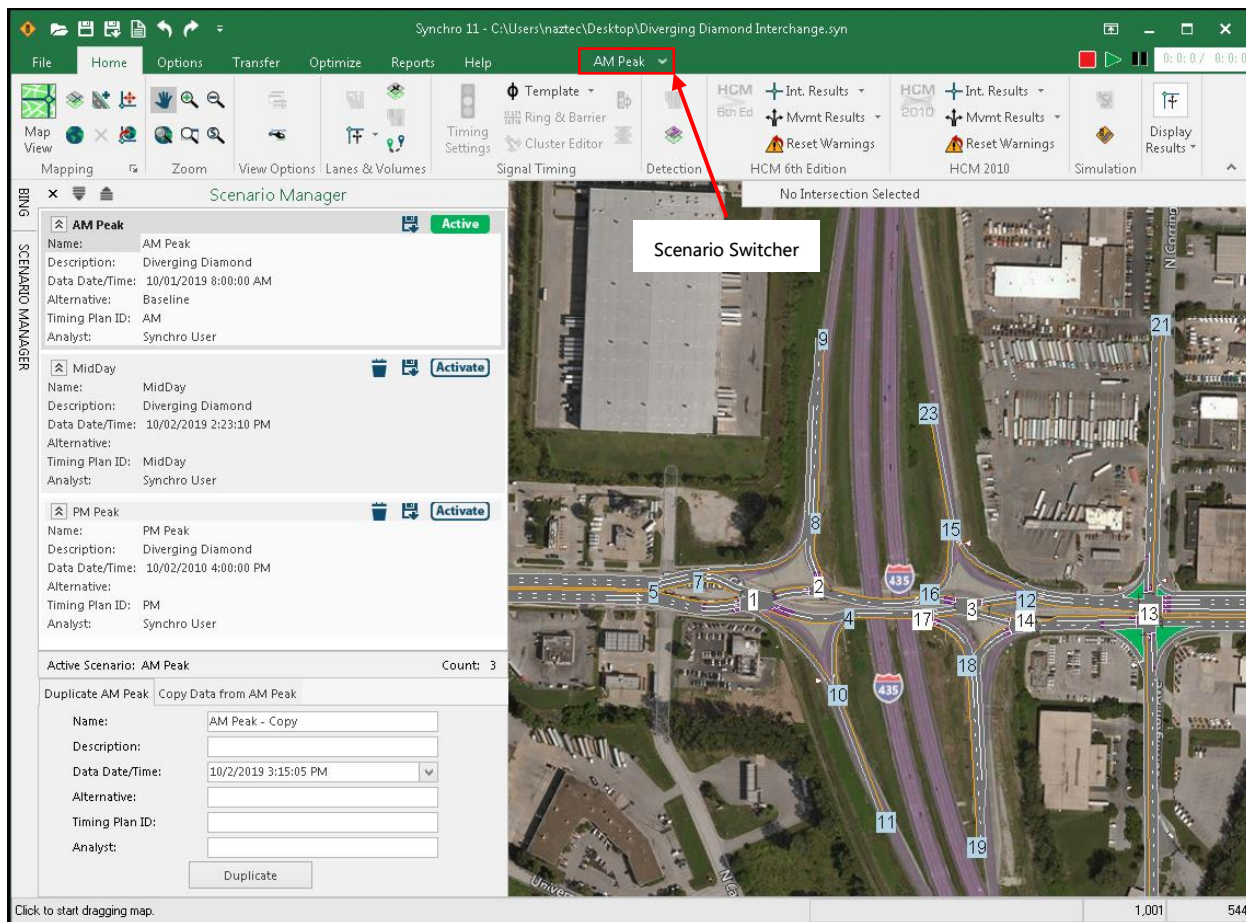 Synchro 11 - C:\Users\naztec\Desktop\Diverging Diamond Interchange.syn
File Home Options Transfer Optimize Reports Help AM Peak
0: 0: 0 / 0: 0: 0
Map View
Mapping
Zoom
View Options
Lanes & Volumes
Timing Settings
Φ Template
Ring & Barrier
Cluster Editor
Signal Timing
Detection
HCM 6th Ed
Int. Results
Mvmt Results
Reset Warnings
HCM 6th Edition
HCM 2010
Int. Results
Mvmt Results
Reset Warnings
HCM 2010
Simulation
Display Results
BING
SCENARIO MANAGER
Scenario Manager
No Intersection Selected
Scenario Switcher
AM Peak Active
Name: AM Peak
Description: Diverging Diamond
Data Date/Time: 10/01/2019 8:00:00 AM
Alternative: Baseline
Timing Plan ID: AM
Analyst: Synchro User
MidDay Activate
Name: MidDay
Description: Diverging Diamond
Data Date/Time: 10/02/2019 2:23:10 PM
Alternative:
Timing Plan ID: MidDay
Analyst: Synchro User
PM Peak Activate
Name: PM Peak
Description: Diverging Diamond
Data Date/Time: 10/02/2010 4:00:00 PM
Alternative:
Timing Plan ID: PM
Analyst: Synchro User
Active Scenario: AM Peak Count: 3
Duplicate AM Peak Copy Data from AM Peak
Name: AM Peak - Copy
Description:
Data Date/Time: 10/2/2019 3:15:05 PM
Alternative:
Timing Plan ID:
Analyst:
Duplicate
9
21
23
8
15
435
5
7
1
2
4
16
17
3
12
14
13
18
10
435
11
19
Click to start dragging map. 1,001 544